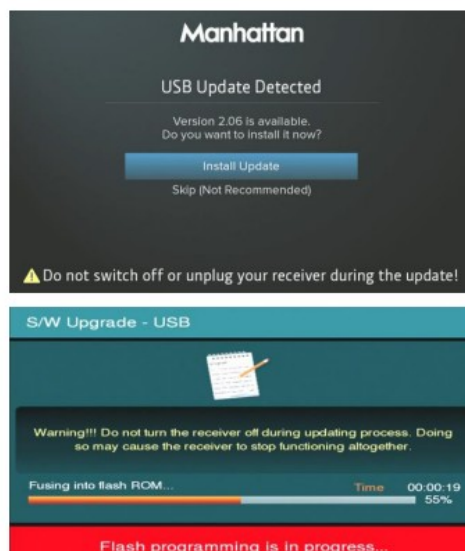 Manhattan
USB Update Detected
Version 2.06 is available.
Do you want to install it now?
Install Update
Skip (Not Recommended)
Do not switch off or unplug your receiver during the update!
S/W Upgrade - USB
Warning!!! Do not turn the receiver off during updating process. Doing
so may cause the receiver to stop functioning altogether.
Fusing into flash ROM... Time 00:00:19
55%
Flash programming is in progress...